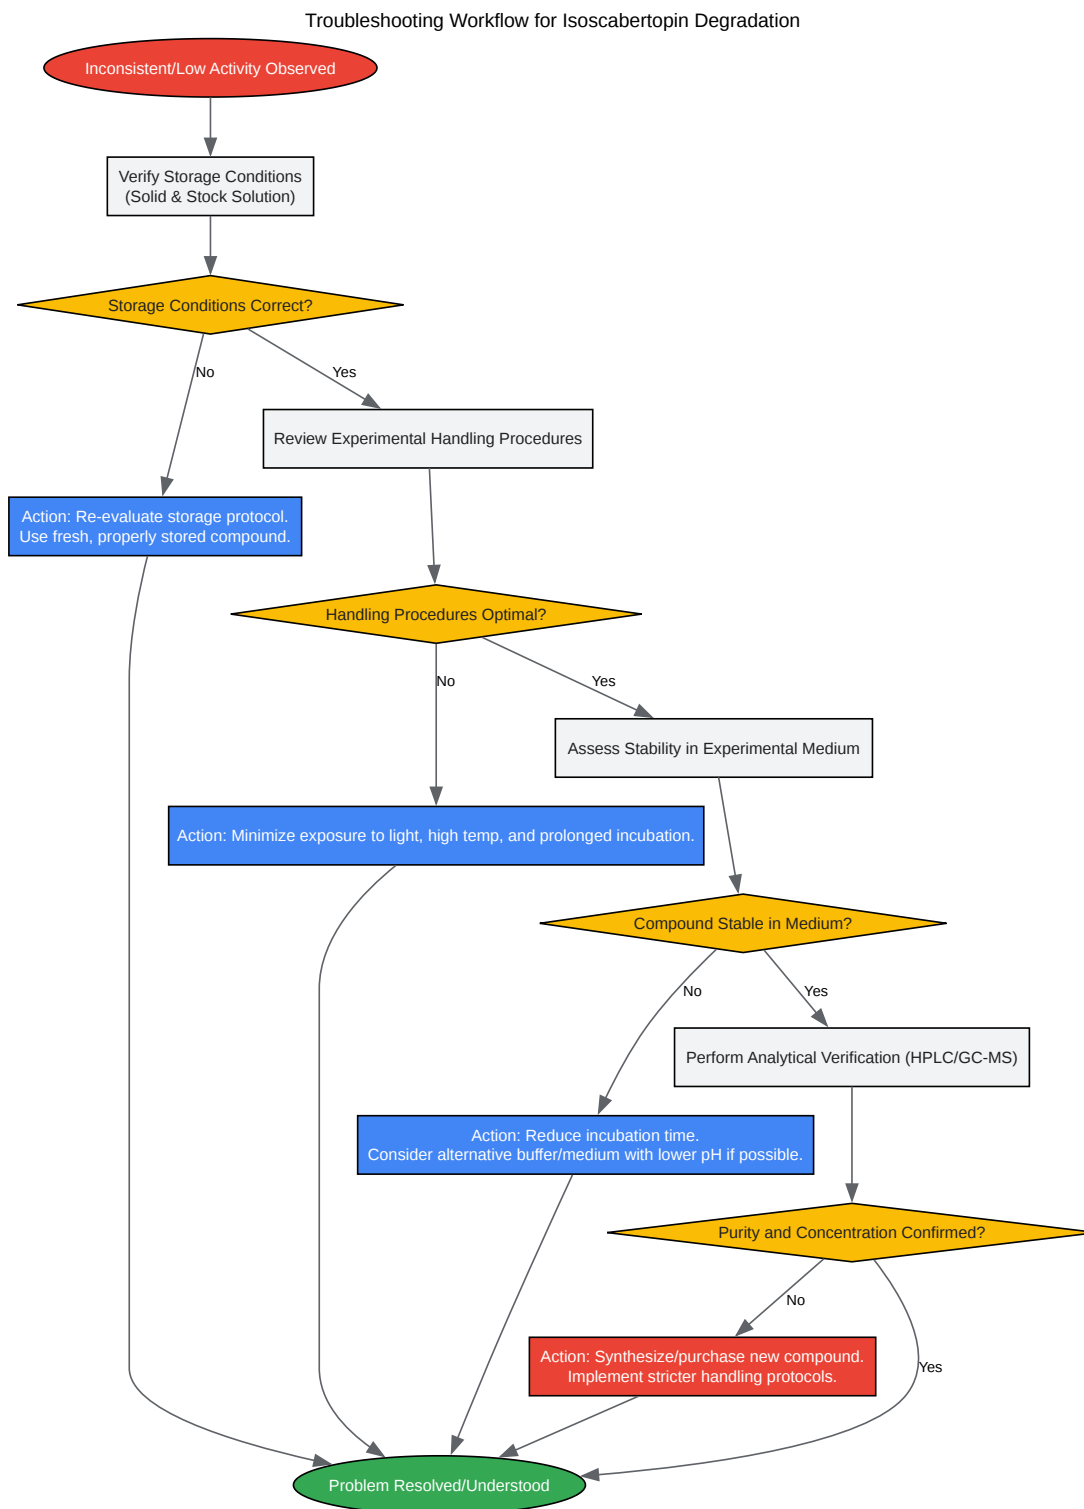 Troubleshooting Workflow for Isoscabertopin Degradation
Inconsistent/Low Activity Observed
Verify Storage Conditions
(Solid & Stock Solution)
Storage Conditions Correct?
No
Yes
Review Experimental Handling Procedures
Action: Re-evaluate storage protocol.
Use fresh, properly stored compound.
Handling Procedures Optimal?
No
Yes
Assess Stability in Experimental Medium
Action: Minimize exposure to light, high temp, and prolonged incubation.
Compound Stable in Medium?
No
Yes
Perform Analytical Verification (HPLC/GC-MS)
Action: Reduce incubation time.
Consider alternative buffer/medium with lower pH if possible.
Purity and Concentration Confirmed?
No
Yes
Action: Synthesize/purchase new compound.
Implement stricter handling protocols.
Problem Resolved/Understood